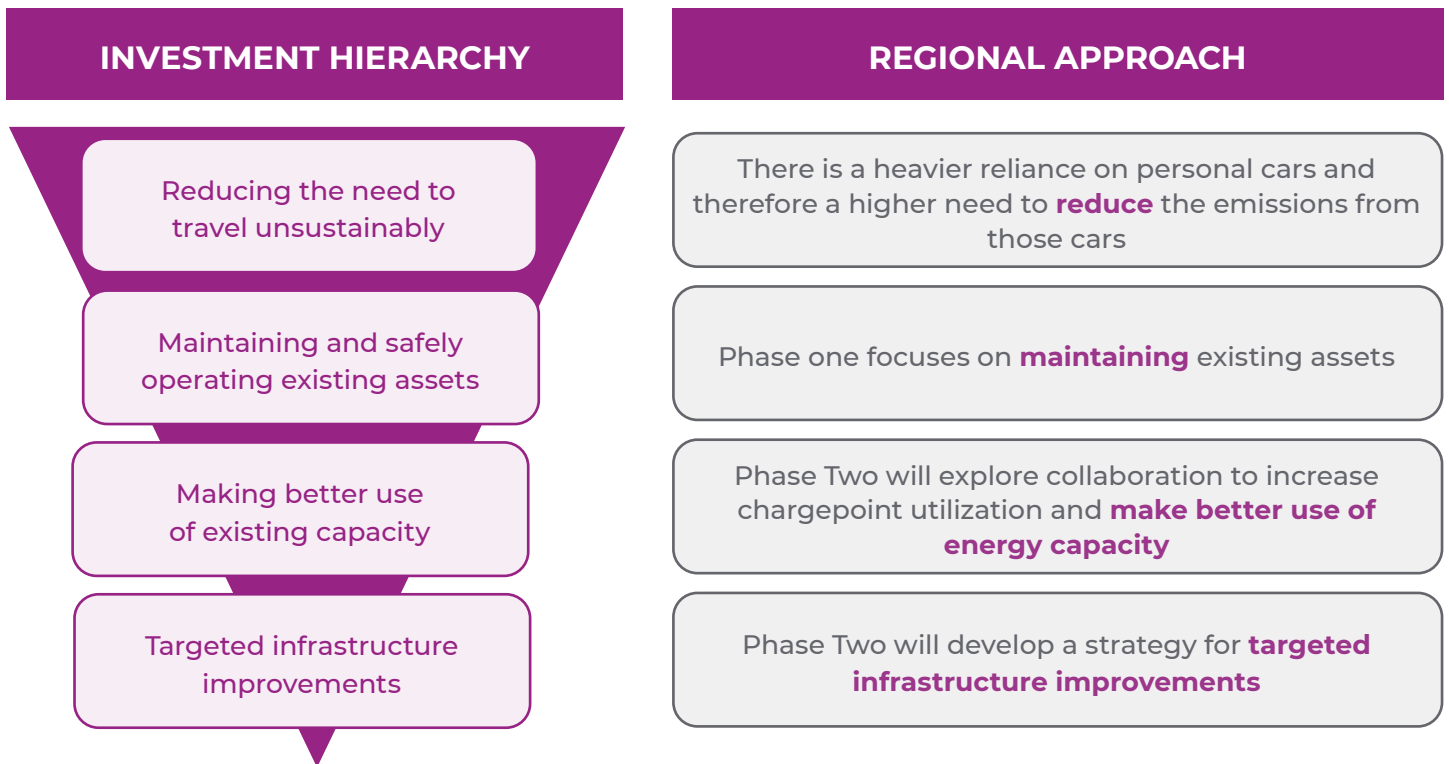 INVESTMENT HIERARCHY
REGIONAL APPROACH
Reducing the need to
travel unsustainably
There is a heavier reliance on personal cars and
therefore a higher need to reduce the emissions from
those cars
Maintaining and safely
operating existing assets
Phase one focuses on maintaining existing assets
Making better use
of existing capacity
Phase Two will explore collaboration to increase
chargepoint utilization and make better use of
energy capacity
Targeted infrastructure
improvements
Phase Two will develop a strategy for targeted
infrastructure improvements